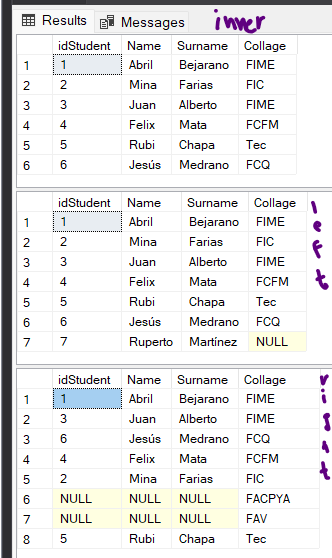 Results Messages inner
idStudent Name Surname Collage
1 1 Abril Bejarano FIME
2 2 Mina Farias FIC
3 3 Juan Alberto FIME
4 4 Felix Mata FCFM
5 5 Rubi Chapa Tec
6 6 Jesús Medrano FCQ
idStudent Name Surname Collage
1 1 Abril Bejarano FIME
2 2 Mina Farias FIC
3 3 Juan Alberto FIME
4 4 Felix Mata FCFM
5 5 Rubi Chapa Tec
6 6 Jesús Medrano FCQ
7 7 Ruperto Martínez NULL
left
idStudent Name Surname Collage
1 1 Abril Bejarano FIME
2 3 Juan Alberto FIME
3 6 Jesús Medrano FCQ
4 4 Felix Mata FCFM
5 2 Mina Farias FIC
6 NULL NULL NULL FACPYA
7 NULL NULL NULL FAV
8 5 Rubi Chapa Tec
right